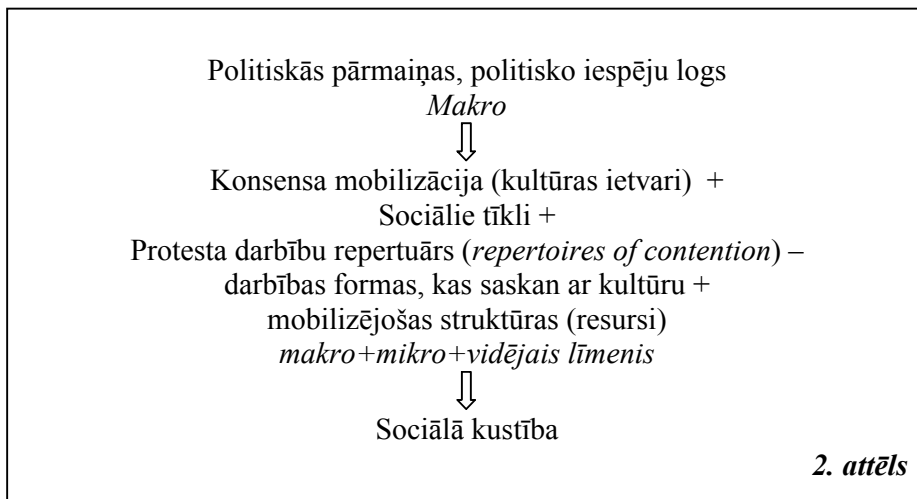 Politiskās pārmaiņas, politisko iespēju logs
Makro
Konsensa mobilizācija (kultūras ietvari) +
Sociālie tīkli +
Protesta darbību repertuārs (repertoires of contention) –
darbības formas, kas saskan ar kultūru +
mobilizējošas struktūras (resursi)
makro+mikro+vidējais līmenis
Sociālā kustība
2. attēls